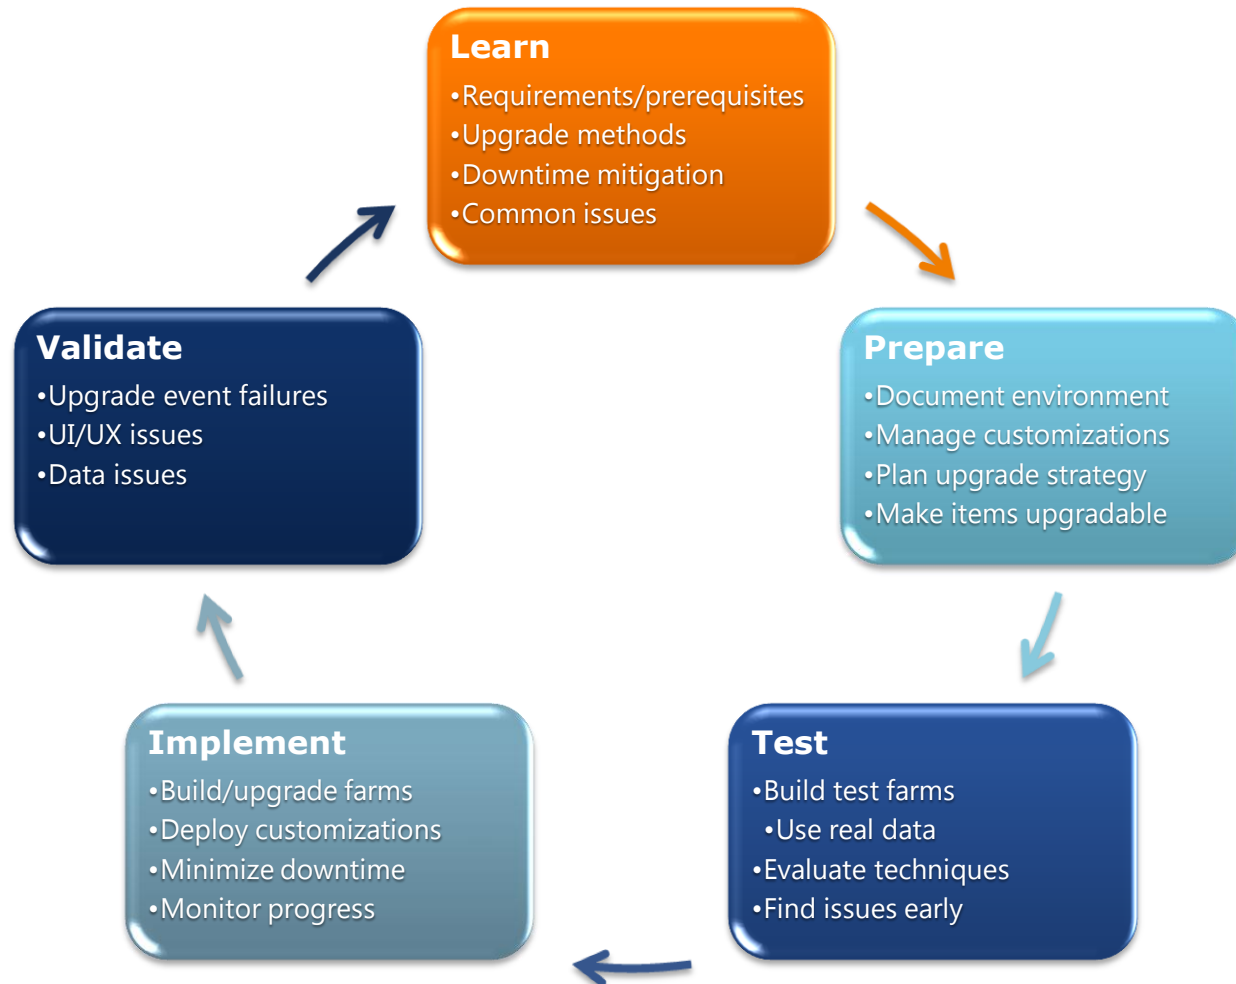 Learn
•Requirements/prerequisites
•Upgrade methods
•Downtime mitigation
•Common issues
Prepare
•Document environment
•Manage customizations
•Plan upgrade strategy
•Make items upgradable
Test
•Build test farms
•Use real data
•Evaluate techniques
•Find issues early
Implement
•Build/upgrade farms
•Deploy customizations
•Minimize downtime
•Monitor progress
Validate
•Upgrade event failures
•UI/UX issues
•Data issues